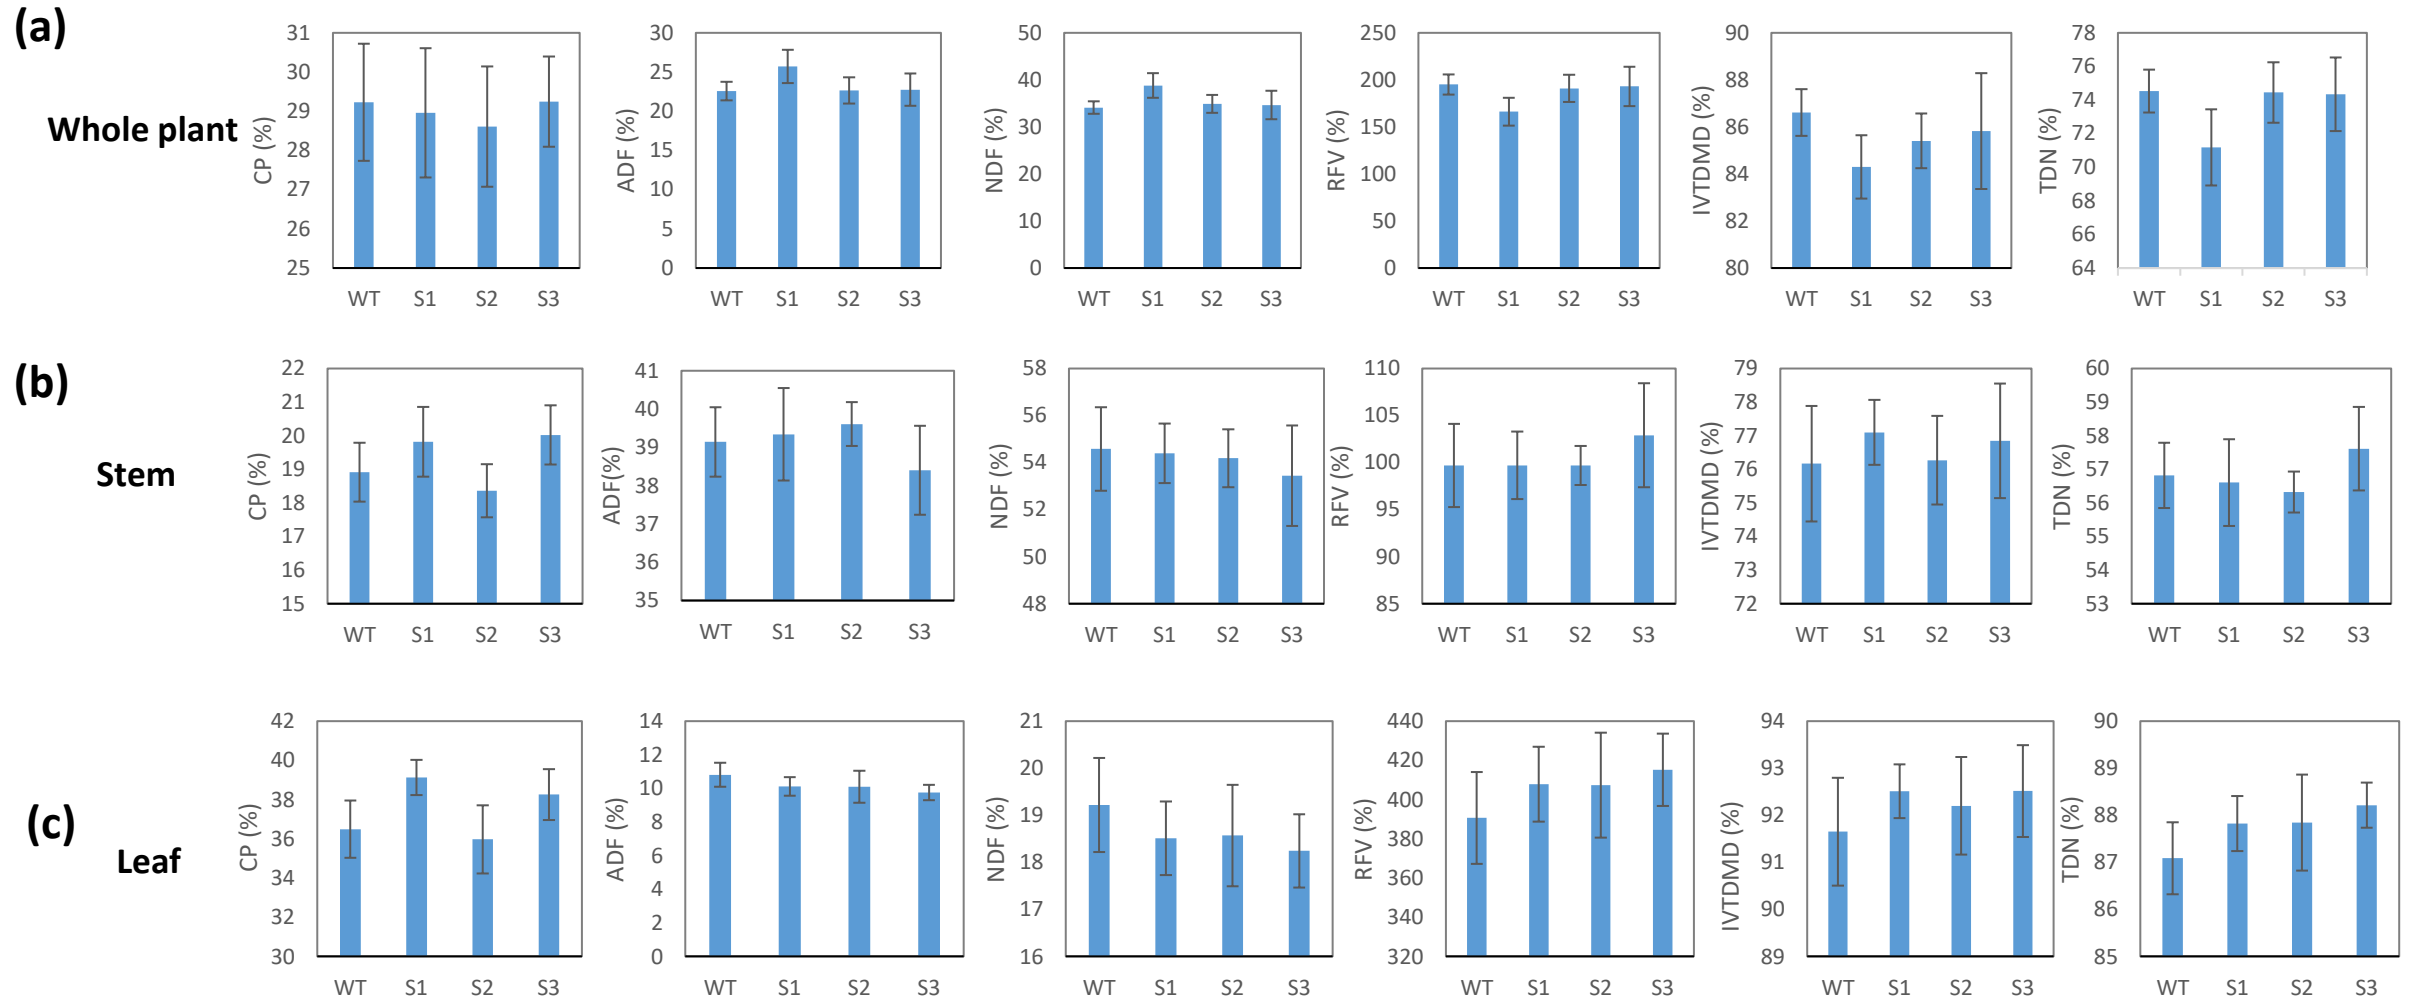 (a)
Whole plant
CP (%)
31
30
29
28
27
26
25
WT S1 S2 S3
ADF (%)
30
25
20
15
10
5
0
WT S1 S2 S3
NDF (%)
50
40
30
20
10
0
WT S1 S2 S3
RFV (%)
250
200
150
100
50
0
WT S1 S2 S3
IVTDMD (%)
90
88
86
84
82
80
WT S1 S2 S3
TDN (%)
78
76
74
72
70
68
66
64
WT S1 S2 S3
(b)
Stem
CP (%)
22
21
20
19
18
17
16
15
WT S1 S2 S3
ADF(%)
41
40
39
38
37
36
35
WT S1 S2 S3
NDF (%)
58
56
54
52
50
48
WT S1 S2 S3
RFV (%)
110
105
100
95
90
85
WT S1 S2 S3
IVTDMD (%)
79
78
77
76
75
74
73
72
WT S1 S2 S3
TDN (%)
60
59
58
57
56
55
54
53
WT S1 S2 S3
(c)
Leaf
CP (%)
42
40
38
36
34
32
30
WT S1 S2 S3
ADF (%)
14
12
10
8
6
4
2
0
WT S1 S2 S3
NDF (%)
21
20
19
18
17
16
WT S1 S2 S3
RFV (%)
440
420
400
380
360
340
320
WT S1 S2 S3
IVTDMD (%)
94
93
92
91
90
89
WT S1 S2 S3
TDN (%)
90
89
88
87
86
85
WT S1 S2 S3